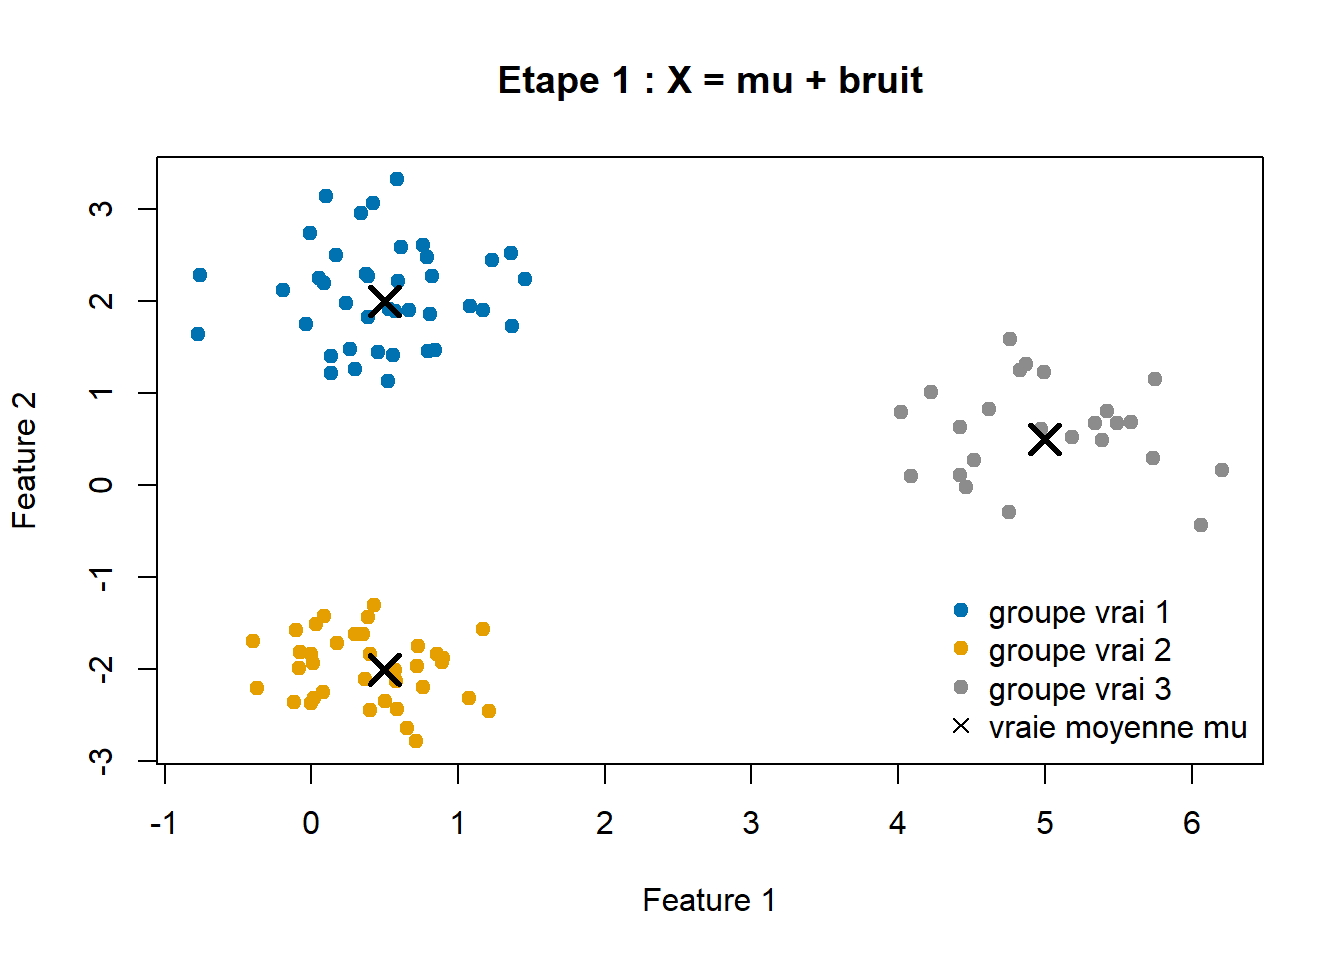 Etape 1 : X = mu + bruit
3
2
1
0
-1
-2
-3
Feature 2
groupe vrai 1
groupe vrai 2
groupe vrai 3
vraie moyenne mu
-1 0 1 2 3 4 5 6
Feature 1